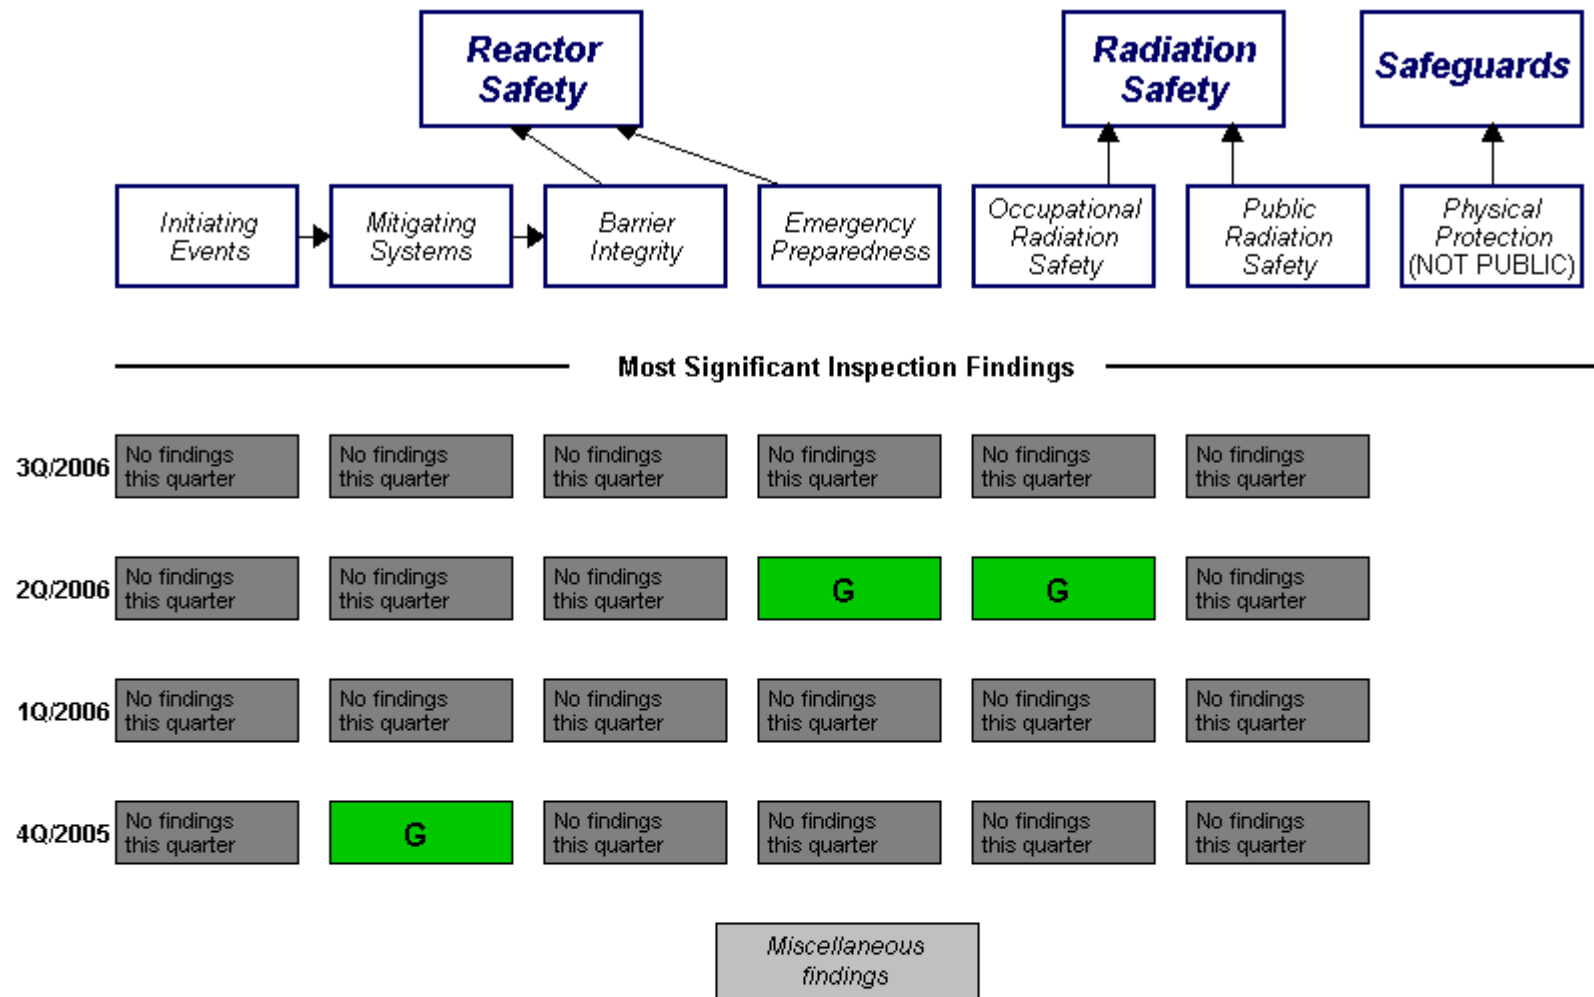 Reactor
Safety
Radiation
Safety
Safeguards
Initiating
Events
Mitigating
Systems
Barrier
Integrity
Emergency
Preparedness
Occupational
Radiation
Safety
Public
Radiation
Safety
Physical
Protection
(NOT PUBLIC)
Most Significant Inspection Findings
3Q/2006
No findings
this quarter
No findings
this quarter
No findings
this quarter
No findings
this quarter
No findings
this quarter
No findings
this quarter
2Q/2006
No findings
this quarter
No findings
this quarter
No findings
this quarter
G
G
No findings
this quarter
1Q/2006
No findings
this quarter
No findings
this quarter
No findings
this quarter
No findings
this quarter
No findings
this quarter
No findings
this quarter
4Q/2005
No findings
this quarter
G
No findings
this quarter
No findings
this quarter
No findings
this quarter
No findings
this quarter
Miscellaneous
findings